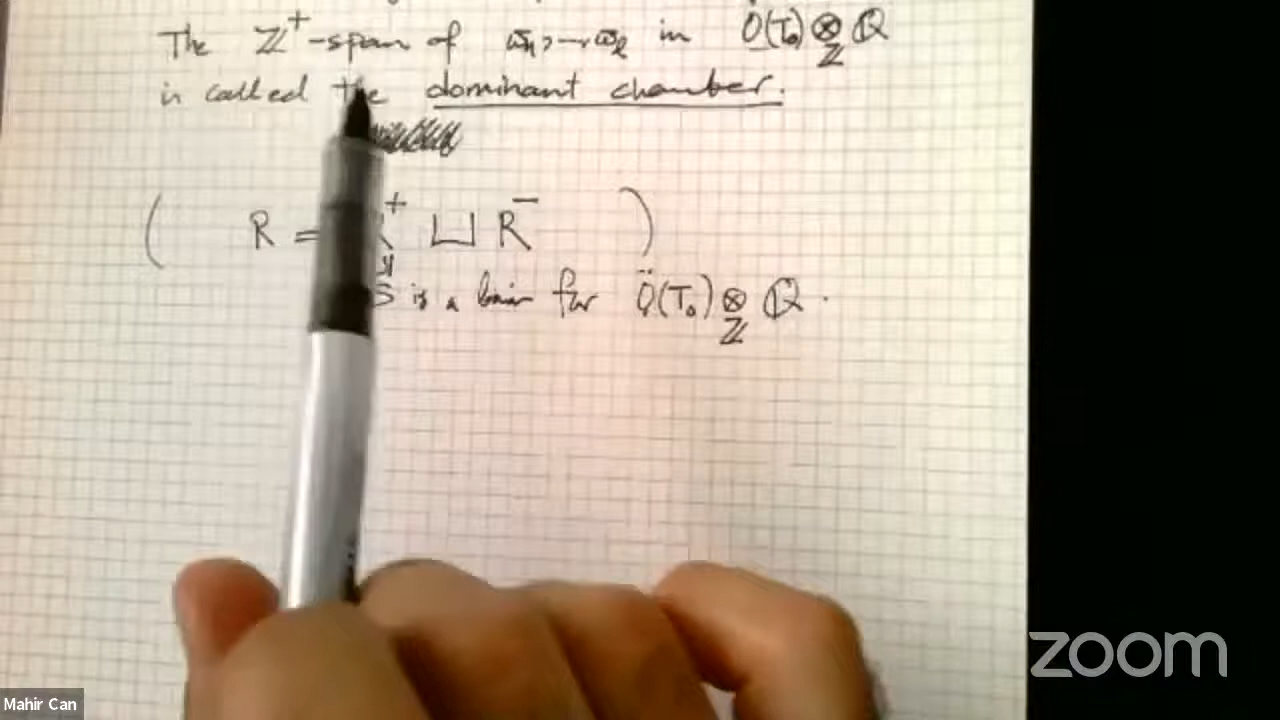 The ℤ⁺-span of ϖ₁, ..., ϖₗ in Ö(T₀) ⊗_ℤ ℚ
is called the dominant chamber.
( R = R⁺ ⊔ R⁻ )
S is a basis for Ö(T₀) ⊗_ℤ ℚ.
zoom
Mahir Can